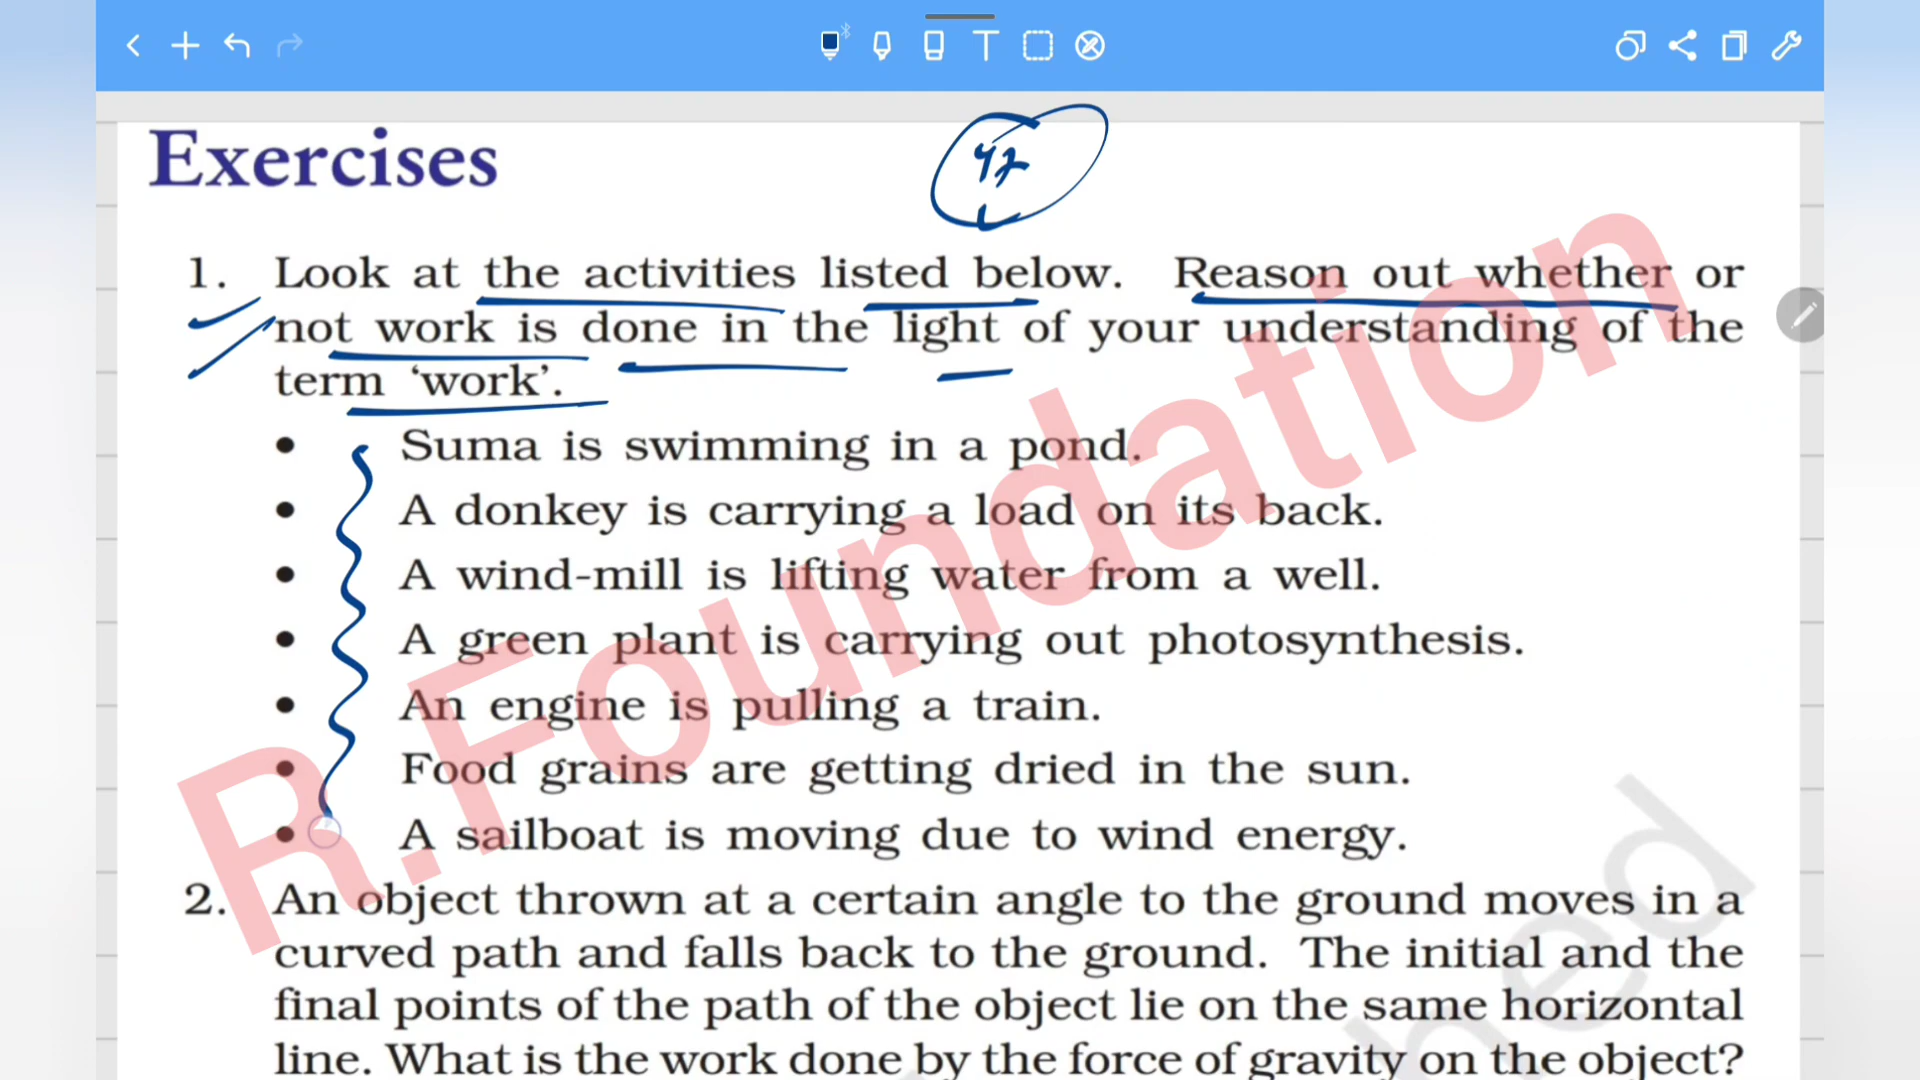 Exercises
1. Look at the activities listed below. Reason out whether or
not work is done in the light of your understanding of the
term ‘work’.
• Suma is swimming in a pond.
• A donkey is carrying a load on its back.
• A wind-mill is lifting water from a well.
• A green plant is carrying out photosynthesis.
• An engine is pulling a train.
• Food grains are getting dried in the sun.
• A sailboat is moving due to wind energy.
2. An object thrown at a certain angle to the ground moves in a
curved path and falls back to the ground. The initial and the
final points of the path of the object lie on the same horizontal
line. What is the work done by the force of gravity on the object?
R.Foundation